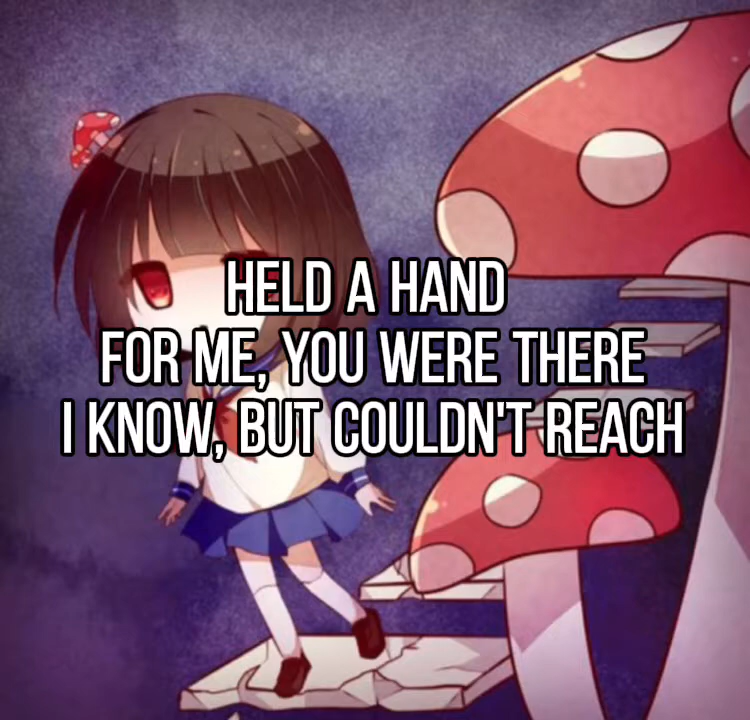 HELD A HAND
FOR ME, YOU WERE THERE
I KNOW, BUT COULDN'T REACH